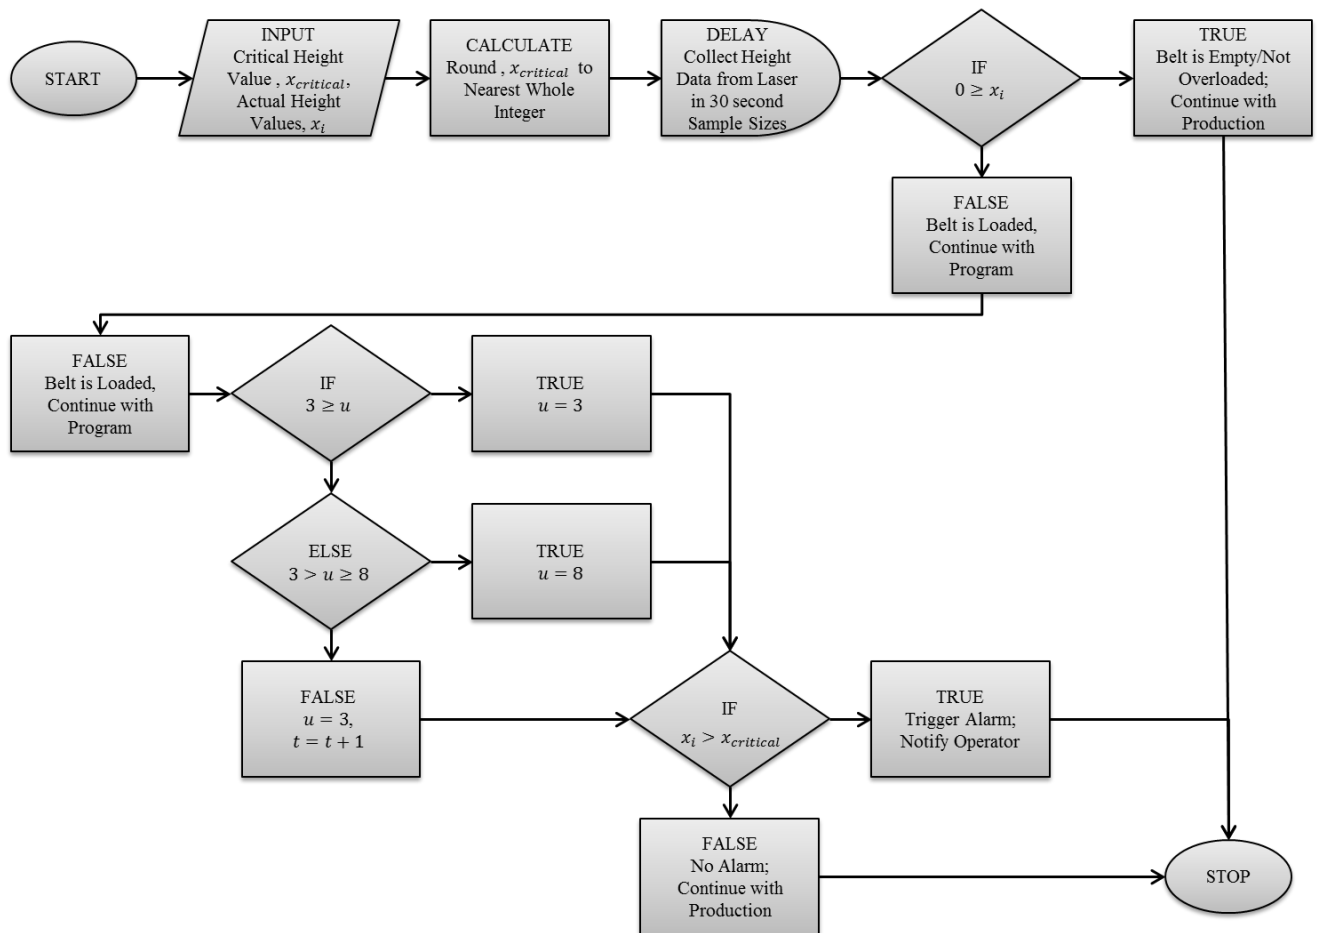 START
INPUT
Critical Height
Value , x_critical,
Actual Height
Values, x_i
CALCULATE
Round , x_critical to
Nearest Whole
Integer
DELAY
Collect Height
Data from Laser
in 30 second
Sample Sizes
IF
0 ≥ x_i
TRUE
Belt is Empty/Not
Overloaded;
Continue with
Production
FALSE
Belt is Loaded,
Continue with
Program
FALSE
Belt is Loaded,
Continue with
Program
IF
3 ≥ u
TRUE
u = 3
ELSE
3 > u ≥ 8
TRUE
u = 8
FALSE
u = 3,
t = t + 1
IF
x_i > x_critical
TRUE
Trigger Alarm;
Notify Operator
FALSE
No Alarm;
Continue with
Production
STOP